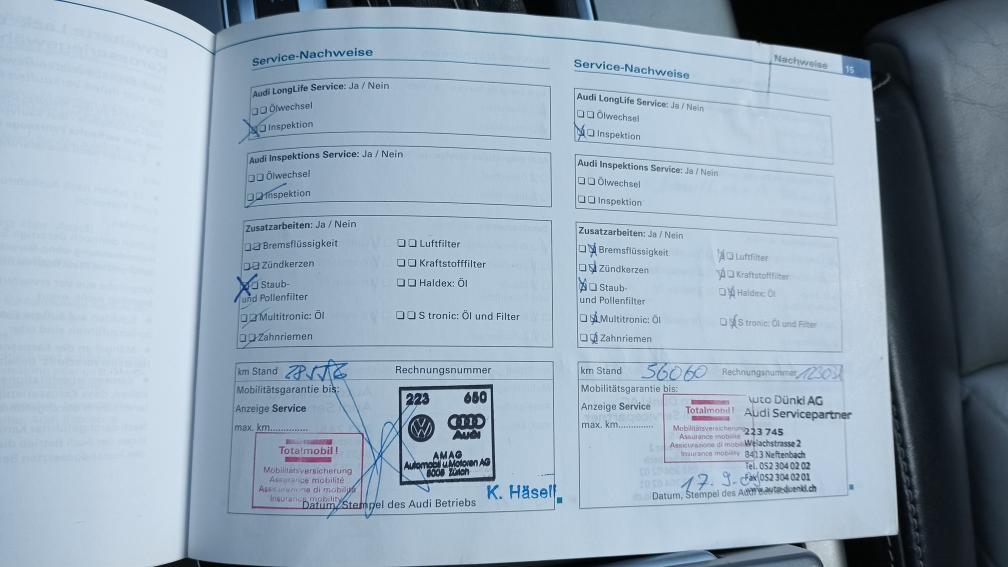 Nachweise 15
Service-Nachweise
Audi LongLife Service: Ja / Nein
Ölwechsel
Inspektion
Audi Inspektions Service: Ja / Nein
Ölwechsel
Inspektion
Zusatzarbeiten: Ja / Nein
Bremsflüssigkeit Luftfilter
Zündkerzen Kraftstofffilter
Staub- Haldex: Öl
und Pollenfilter
Multitronic: Öl S tronic: Öl und Filter
Zahnriemen
km Stand Rechnungsnummer
Mobilitätsgarantie bis:
Anzeige Service
max. km..............
223 650
Audi
AMAG
Automobil u.Motoren AG
Zürich
Totalmobil!
Mobilitätsversicherung
Assurance mobilité
Assicurazione di mobilità
Insurance mobility
K. Häsel
Datum, Stempel des Audi Betriebs
Service-Nachweise
Audi LongLife Service: Ja / Nein
Ölwechsel
Inspektion
Audi Inspektions Service: Ja / Nein
Ölwechsel
Inspektion
Zusatzarbeiten: Ja / Nein
Bremsflüssigkeit Luftfilter
Zündkerzen Kraftstofffilter
Staub- Haldex: Öl
und Pollenfilter
Multitronic: Öl S tronic: Öl und Filter
Zahnriemen
km Stand 56060 Rechnungsnummer
Mobilitätsgarantie bis:
Anzeige Service
max. km..............
Totalmobil!
Mobilitätsversicherung
Assurance mobilité
Assicurazione di
Insurance mobility
Auto Dünki AG
Audi Servicepartner
223 745
Welachstrasse 2
8413 Neftenbach
Tel. 052 304 02 02
Fax 052 304 02 01
www.auto-duenki.ch
17. 9.
Datum, Stempel des